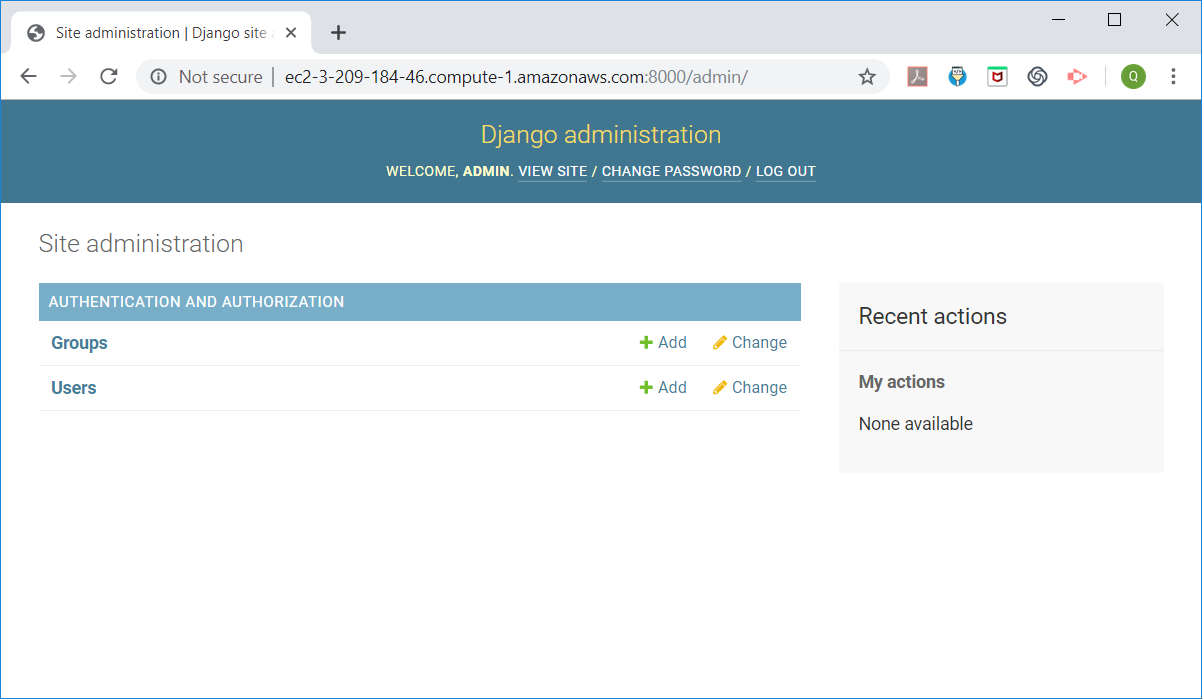 Site administration | Django site a
Not secure | ec2-3-209-184-46.compute-1.amazonaws.com:8000/admin/
Q
Django administration
WELCOME, ADMIN. VIEW SITE / CHANGE PASSWORD / LOG OUT
Site administration
AUTHENTICATION AND AUTHORIZATION
Groups Add Change
Users Add Change
Recent actions
My actions
None available